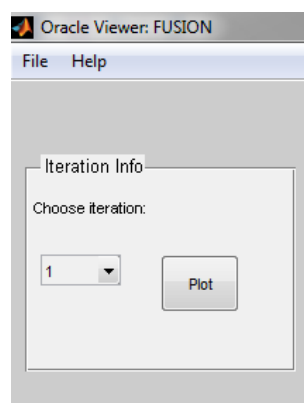 Oracle Viewer: FUSION
File Help
Iteration Info
Choose iteration:
1
Plot